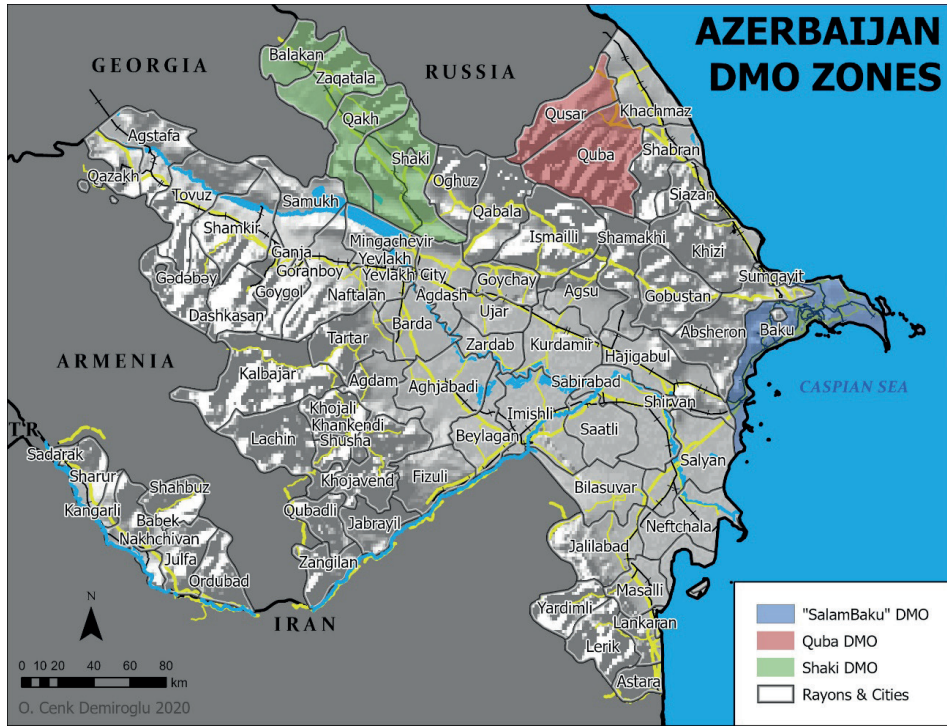 AZERBAIJAN
DMO ZONES
GEORGIA
RUSSIA
Balakan
Zaqatala
Qakh
Shaki
Oghuz
Qusar
Khachmaz
Quba
Shabran
Siazan
Agstafa
Qazakh
Tovuz
Samukh
Qabala
Shamkir
Ismailli
Shamakhi
Khizi
Mingachevir
Ganja
Yevlakh
Goranboy
Yevlakh City
Goychay
Sumqayit
Gədəbəy
Goygol
Naftalan
Agdash
Agsu
Gobustan
Dashkasan
Ujar
Barda
Absheron
Baku
Tartar
Zardab
Kurdamir
Hajigabul
ARMENIA
Kalbajar
Agdam
Aghjabadi
Sabirabad
CASPIAN SEA
Khojali
Imishli
Shirvan
Khankendi
Lachin
Shusha
Beylagan
Saatli
TR
Sadarak
Sharur
Shahbuz
Khojavend
Fizuli
Salyan
Kangarli
Bilasuvar
Babek
Qubadli
Jabrayil
Neftchala
Nakhchivan
Julfa
Zangilan
Jalilabad
Ordubad
Masalli
Yardimli
Lankaran
Lerik
Astara
IRAN
N
0 10 20 40 60 80
km
O. Cenk Demiroglu 2020
"SalamBaku" DMO
Quba DMO
Shaki DMO
Rayons & Cities